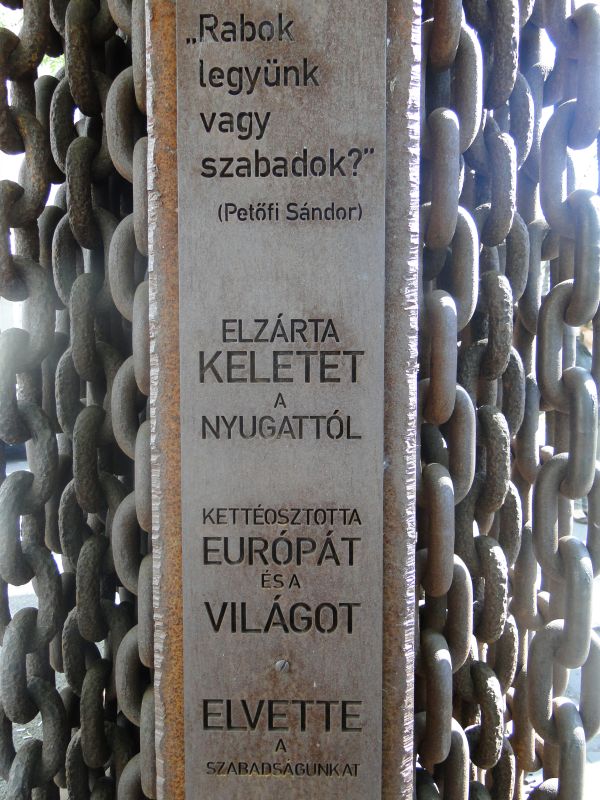 „Rabok
legyünk
vagy
szabadok?”
(Petőfi Sándor)
ELZÁRTA
KELETET
A
NYUGATTÓL
KETTÉOSZTOTTA
EURÓPÁT
ÉS A
VILÁGOT
ELVETTE
A
SZABADSÁGUNKAT